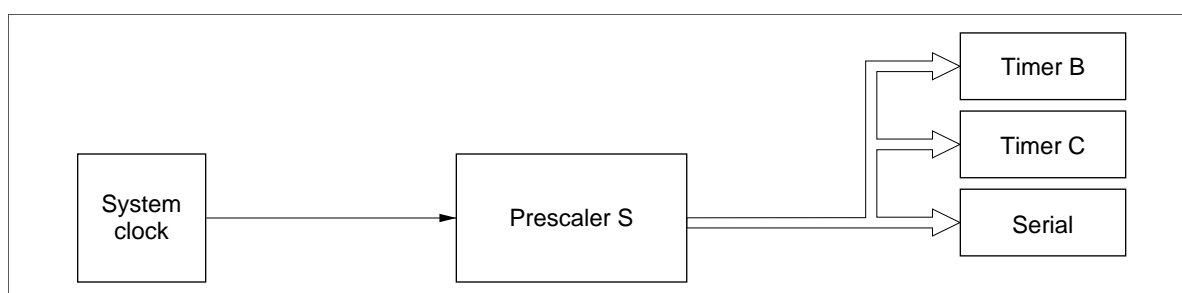 Timer B
Timer C
System
clock
Prescaler S
Serial